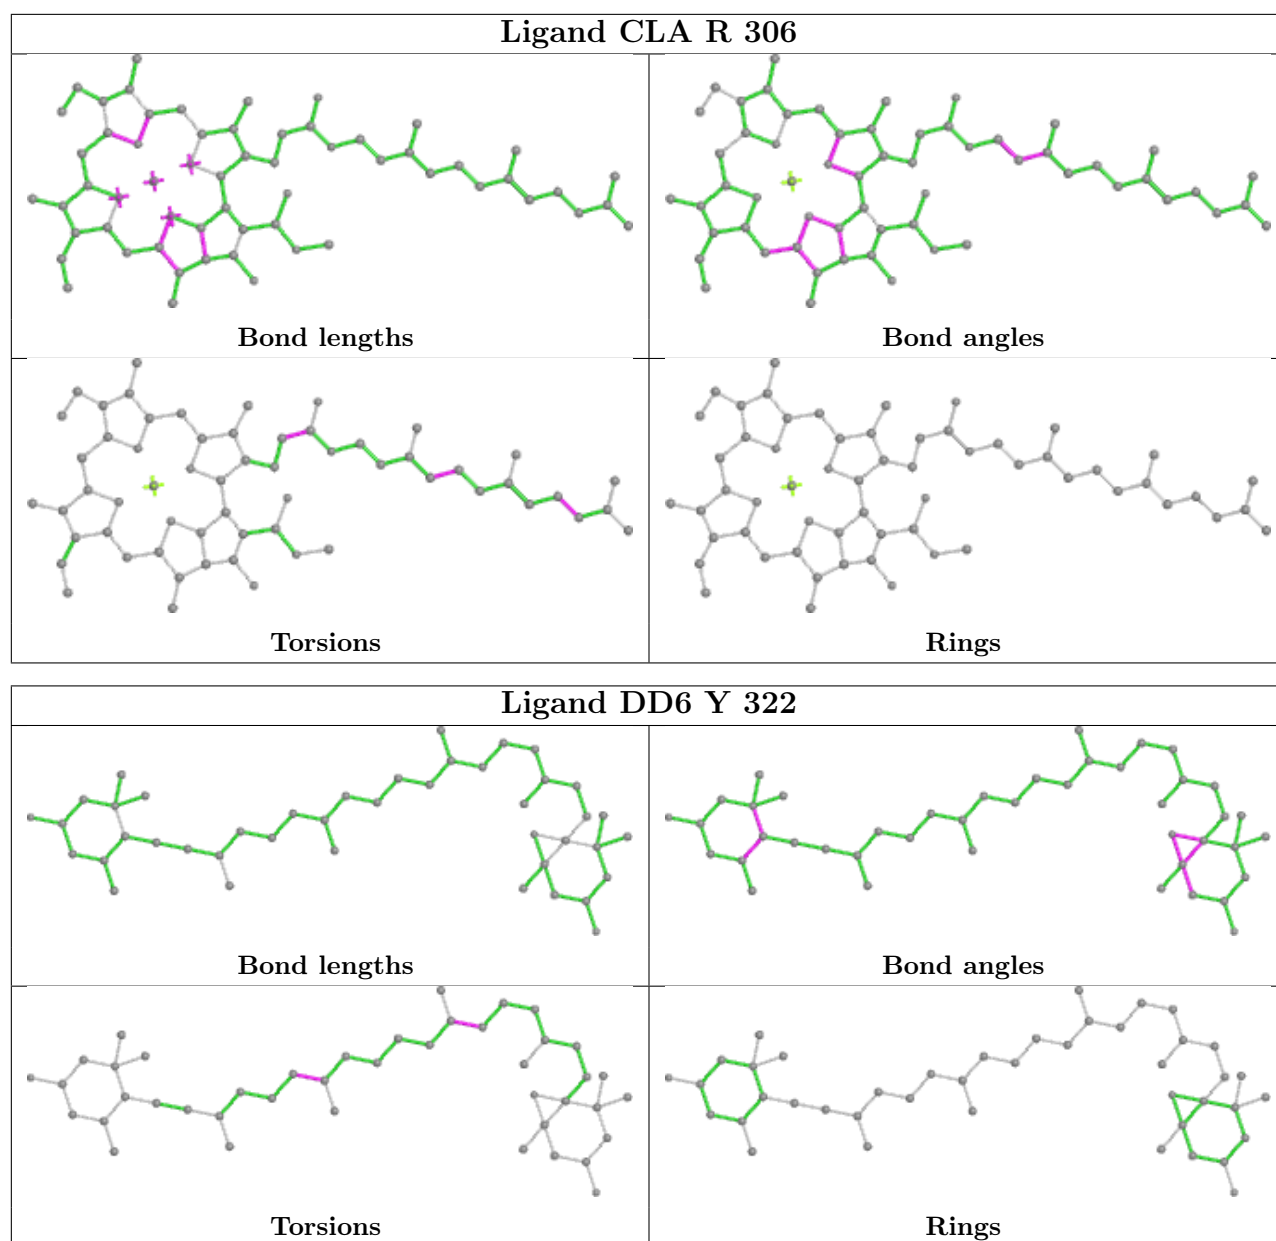 Ligand CLA R 306
Bond lengths
Bond angles
Torsions
Rings
Ligand DD6 Y 322
Bond lengths
Bond angles
Torsions
Rings